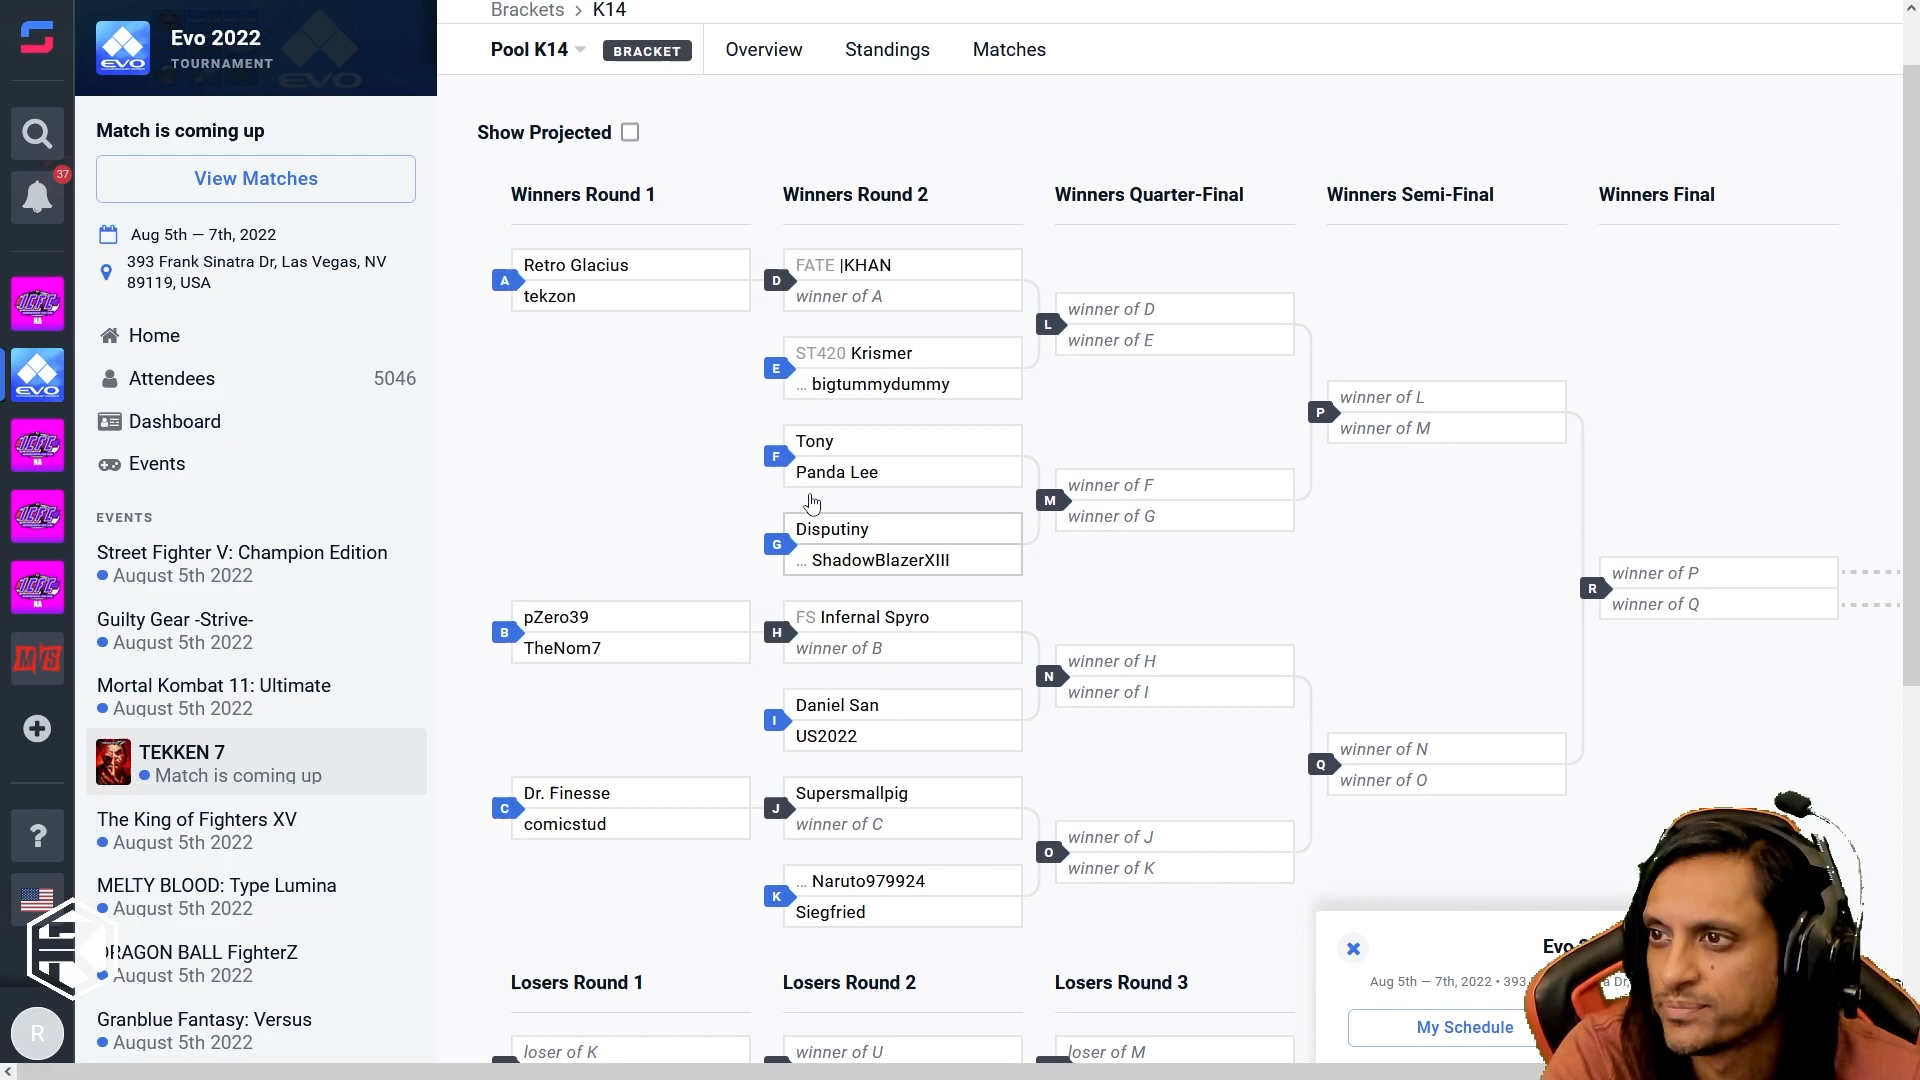 Brackets > K14
Evo 2022
TOURNAMENT
EVO
Pool K14 BRACKET Overview Standings Matches
Match is coming up
View Matches
37
Aug 5th — 7th, 2022
393 Frank Sinatra Dr, Las Vegas, NV
89119, USA
Home
Attendees 5046
Dashboard
Events
EVENTS
Street Fighter V: Champion Edition
August 5th 2022
Guilty Gear -Strive-
August 5th 2022
Mortal Kombat 11: Ultimate
August 5th 2022
TEKKEN 7
Match is coming up
The King of Fighters XV
August 5th 2022
MELTY BLOOD: Type Lumina
August 5th 2022
DRAGON BALL FighterZ
August 5th 2022
Granblue Fantasy: Versus
August 5th 2022
R
Show Projected
Winners Round 1
A
Retro Glacius
tekzon
B
pZero39
TheNom7
C
Dr. Finesse
comicstud
Winners Round 2
D
FATE |KHAN
winner of A
E
ST420 Krismer
... bigtummydummy
F
Tony
Panda Lee
G
Disputiny
... ShadowBlazerXIII
H
FS Infernal Spyro
winner of B
I
Daniel San
US2022
J
Supersmallpig
winner of C
K
... Naruto979924
Siegfried
Winners Quarter-Final
L
winner of D
winner of E
M
winner of F
winner of G
N
winner of H
winner of I
O
winner of J
winner of K
Winners Semi-Final
P
winner of L
winner of M
Q
winner of N
winner of O
Winners Final
R
winner of P
winner of Q
Losers Round 1
loser of K
Losers Round 2
winner of U
Losers Round 3
loser of M
Evo
Aug 5th — 7th, 2022 • 393
My Schedule